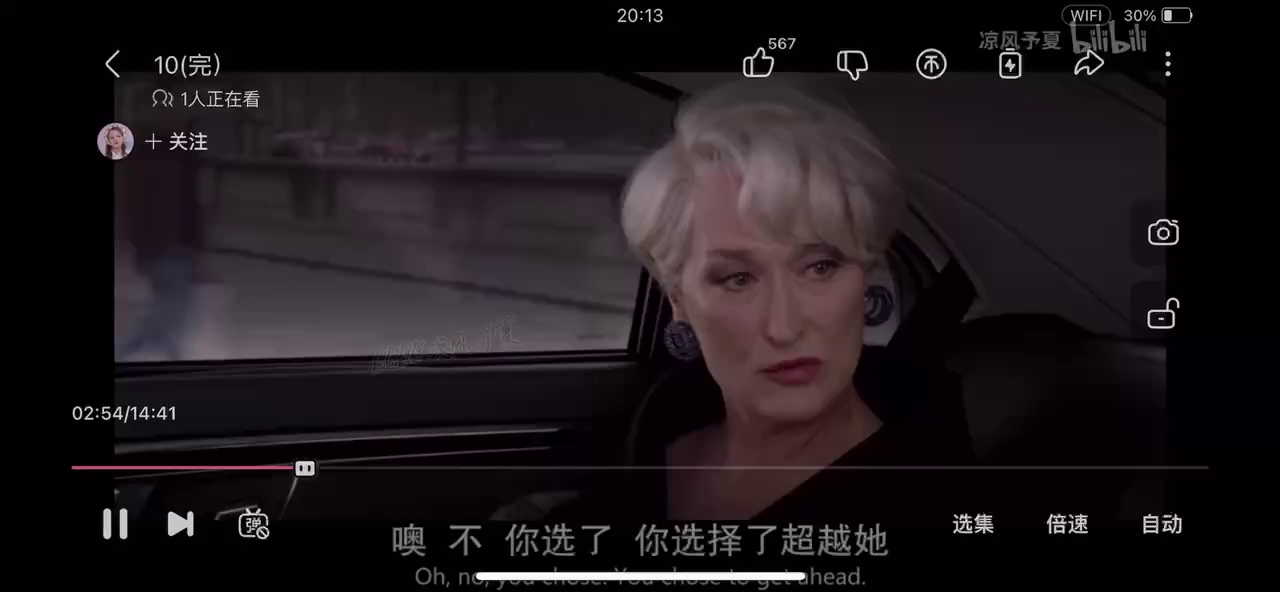 20:13
WIFI 30%
凉风予夏 bilibili
10(完)
567
1人正在看
+ 关注
02:54/14:41
弹
选集 倍速 自动
噢 不 你选了 你选择了超越她
Oh, no, you chose. You chose to get ahead.